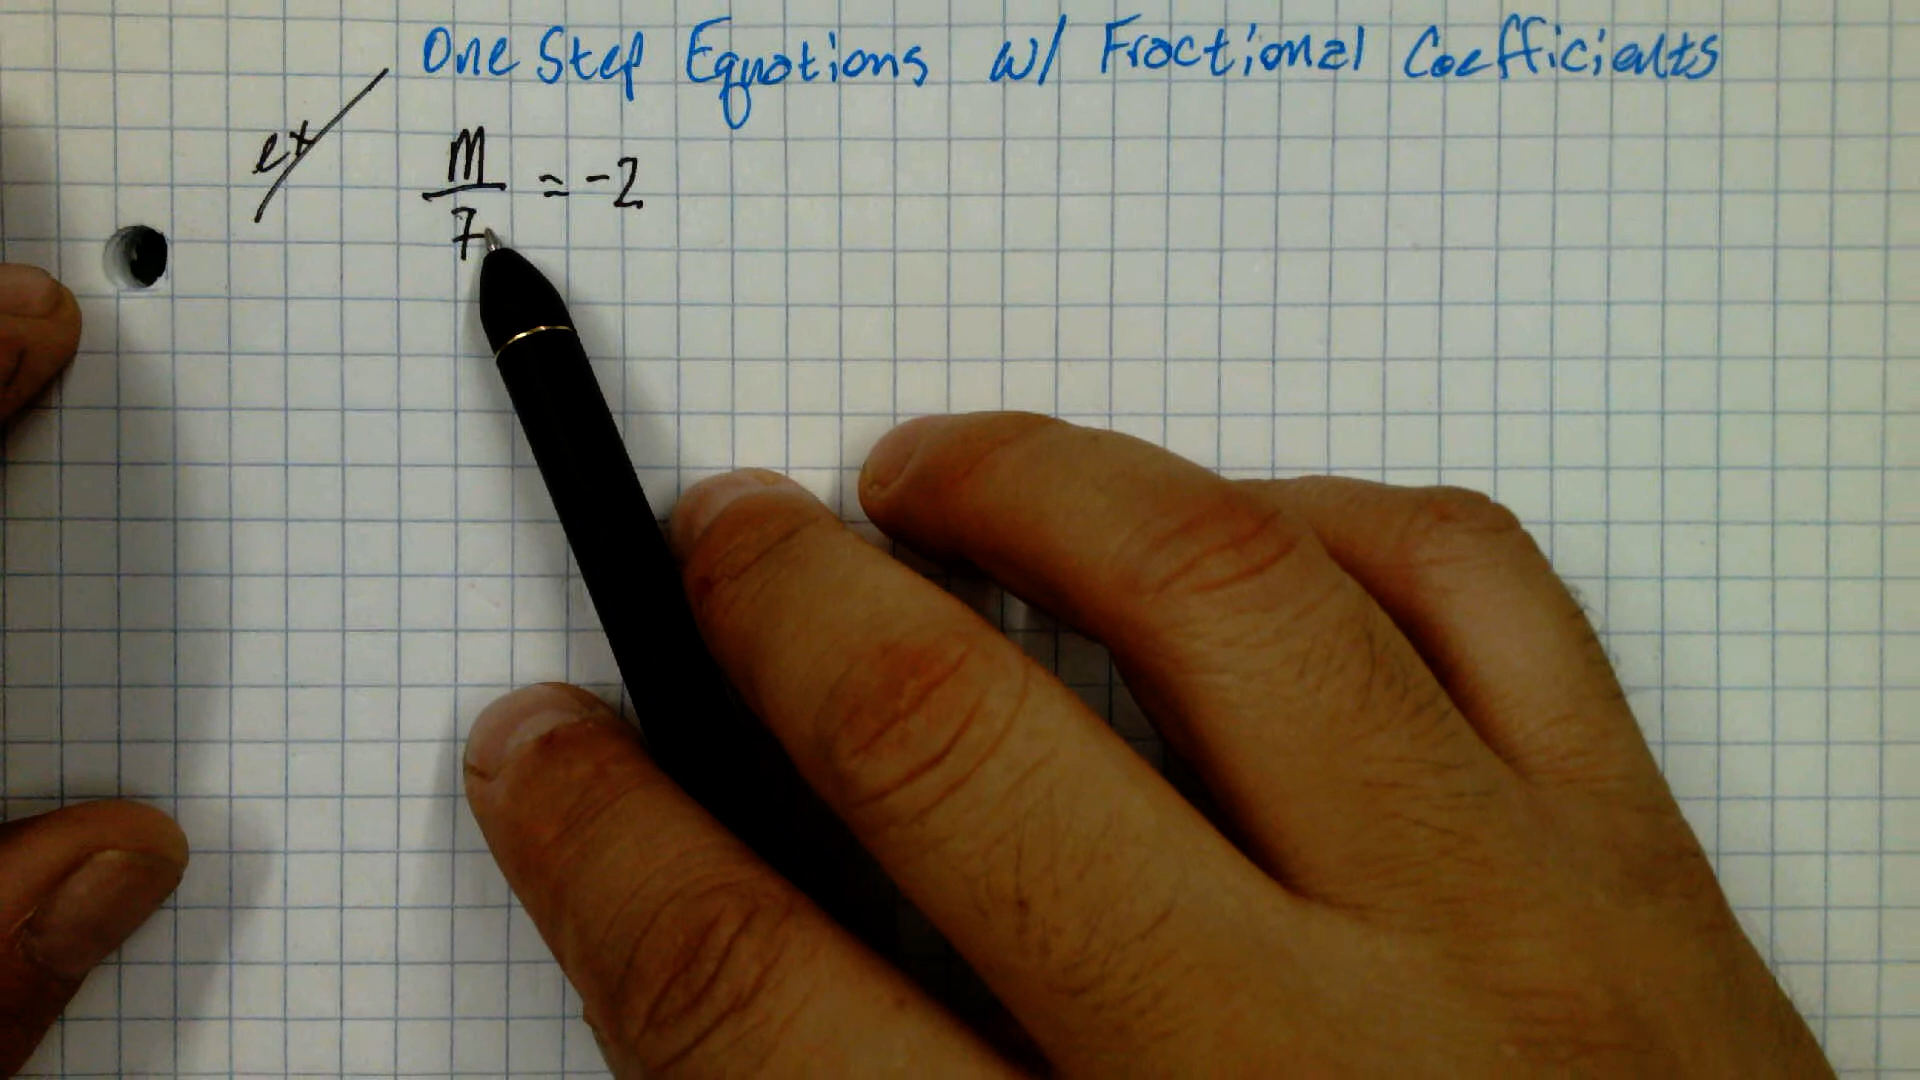 One Step Equations w/ Fractional Coefficients
ex
m/7 = -2